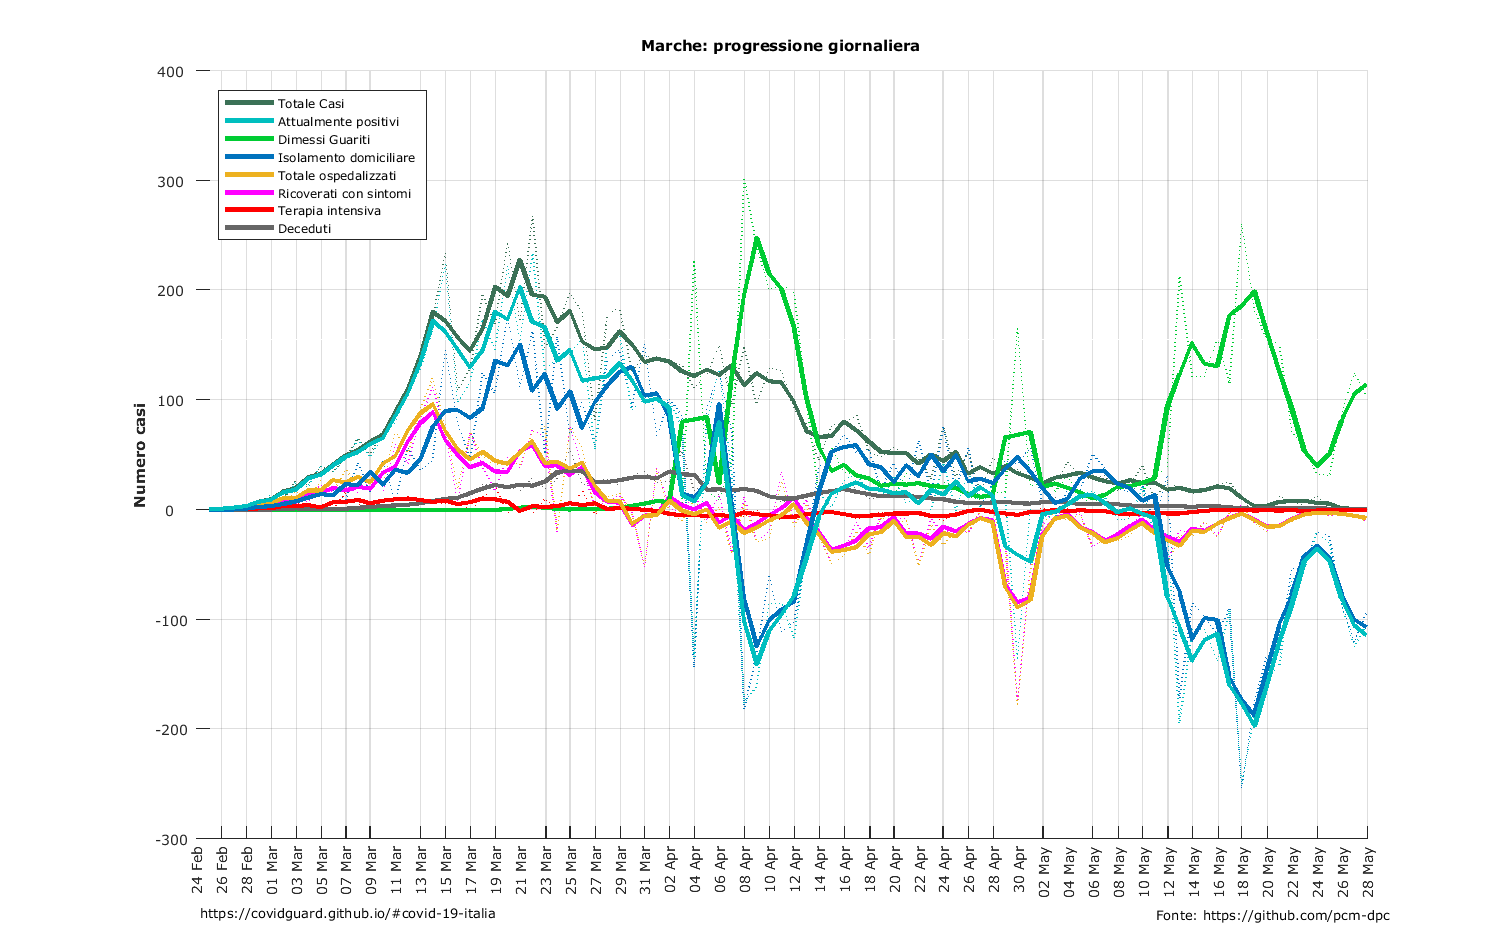 Marche: progressione giornaliera
400
300
200
100
0
-100
-200
-300
Numero casi
Totale Casi
Attualmente positivi
Dimessi Guariti
Isolamento domiciliare
Totale ospedalizzati
Ricoverati con sintomi
Terapia intensiva
Deceduti
24 Feb
26 Feb
28 Feb
01 Mar
03 Mar
05 Mar
07 Mar
09 Mar
11 Mar
13 Mar
15 Mar
17 Mar
19 Mar
21 Mar
23 Mar
25 Mar
27 Mar
29 Mar
31 Mar
02 Apr
04 Apr
06 Apr
08 Apr
10 Apr
12 Apr
14 Apr
16 Apr
18 Apr
20 Apr
22 Apr
24 Apr
26 Apr
28 Apr
30 Apr
02 May
04 May
06 May
08 May
10 May
12 May
14 May
16 May
18 May
20 May
22 May
24 May
26 May
28 May
https://covidguard.github.io/#covid-19-italia
Fonte: https://github.com/pcm-dpc